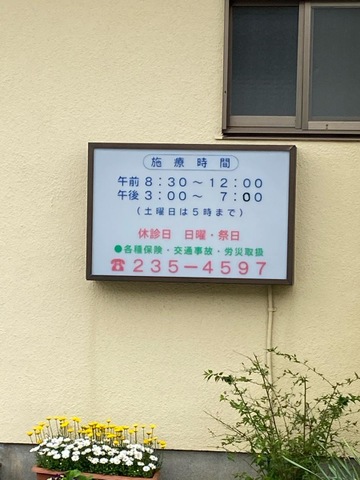 施療時間
午前 8：30～12：00
午後 3：00～ 7：00
（土曜日は5時まで）
休診日 日曜・祭日
●各種保険・交通事故・労災取扱
☎235-4597